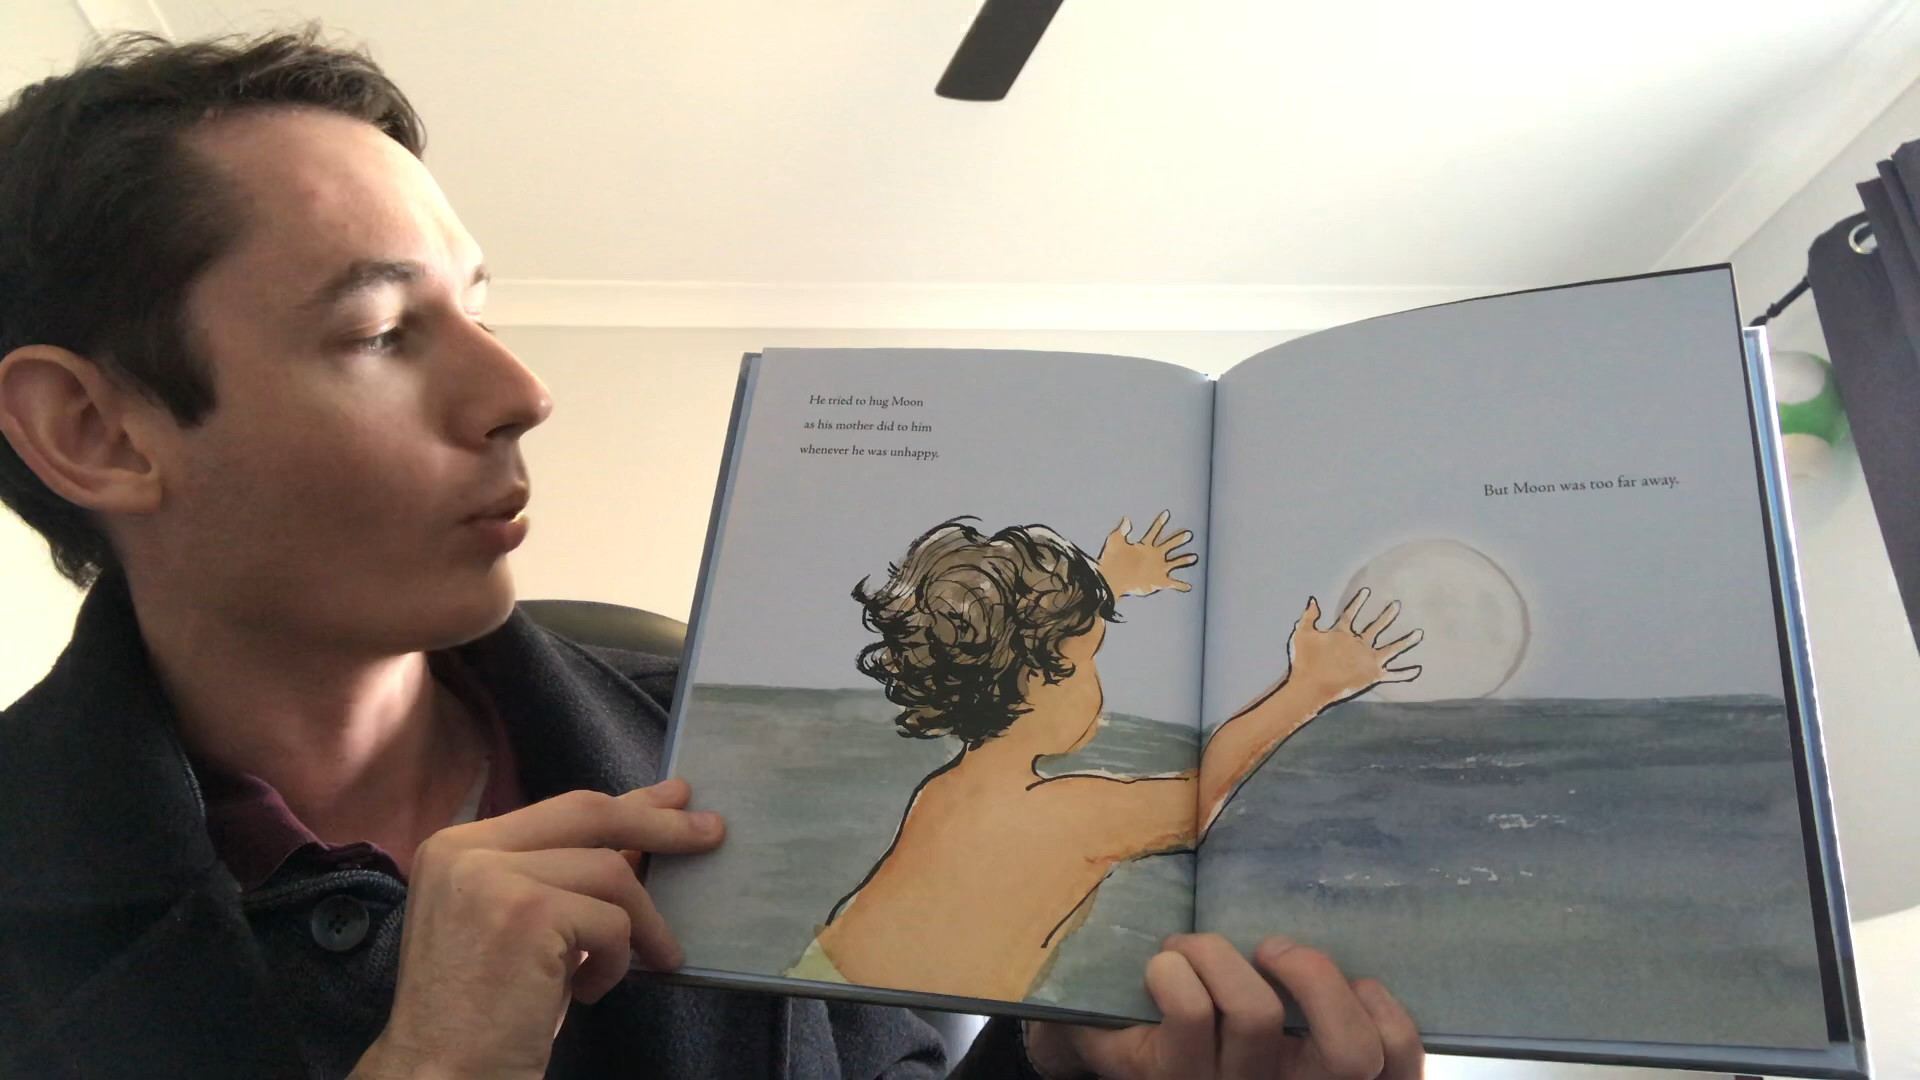 He tried to hug Moon
as his mother did to him
whenever he was unhappy.
But Moon was too far away.